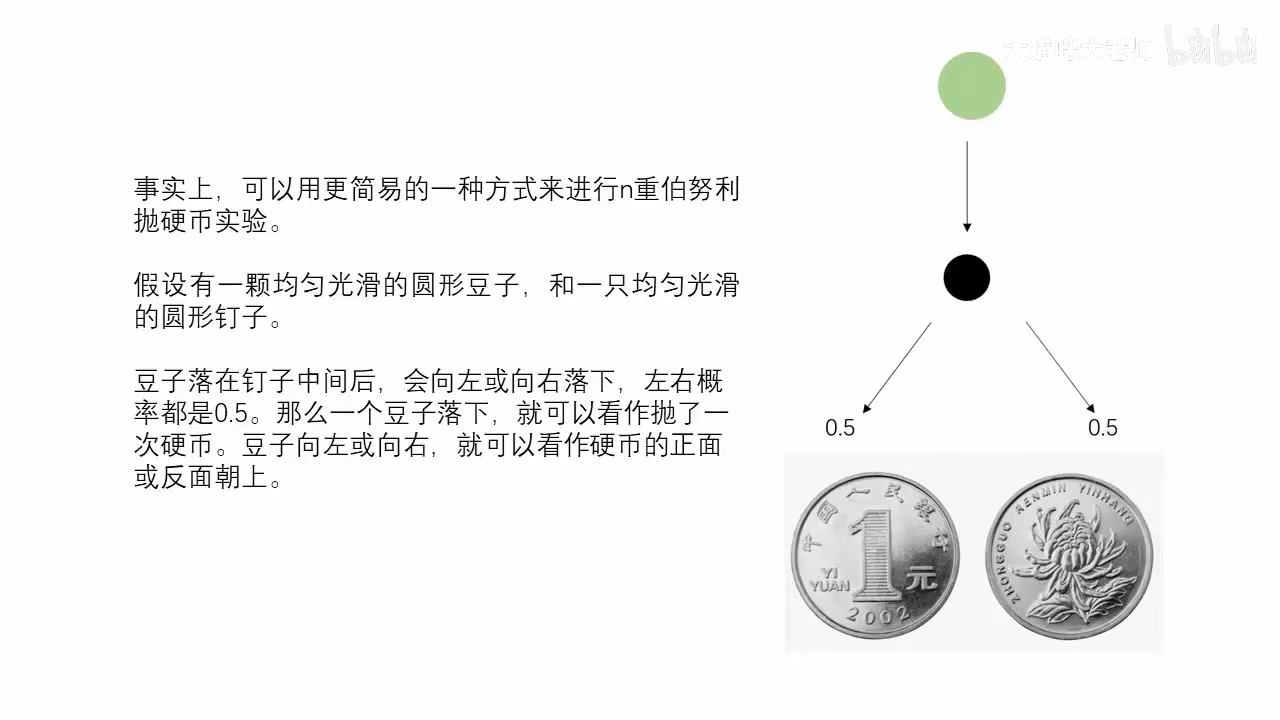 大猫咪大老师 bilibili
事实上，可以用更简易的一种方式来进行n重伯努利
抛硬币实验。
假设有一颗均匀光滑的圆形豆子，和一只均匀光滑
的圆形钉子。
豆子落在钉子中间后，会向左或向右落下，左右概
率都是0.5。那么一个豆子落下，就可以看作抛了一
次硬币。豆子向左或向右，就可以看作硬币的正面
或反面朝上。
0.5
0.5
中国人民银行
1
YI
YUAN
元
2002
ZHONGGUO RENMIN YINHANG